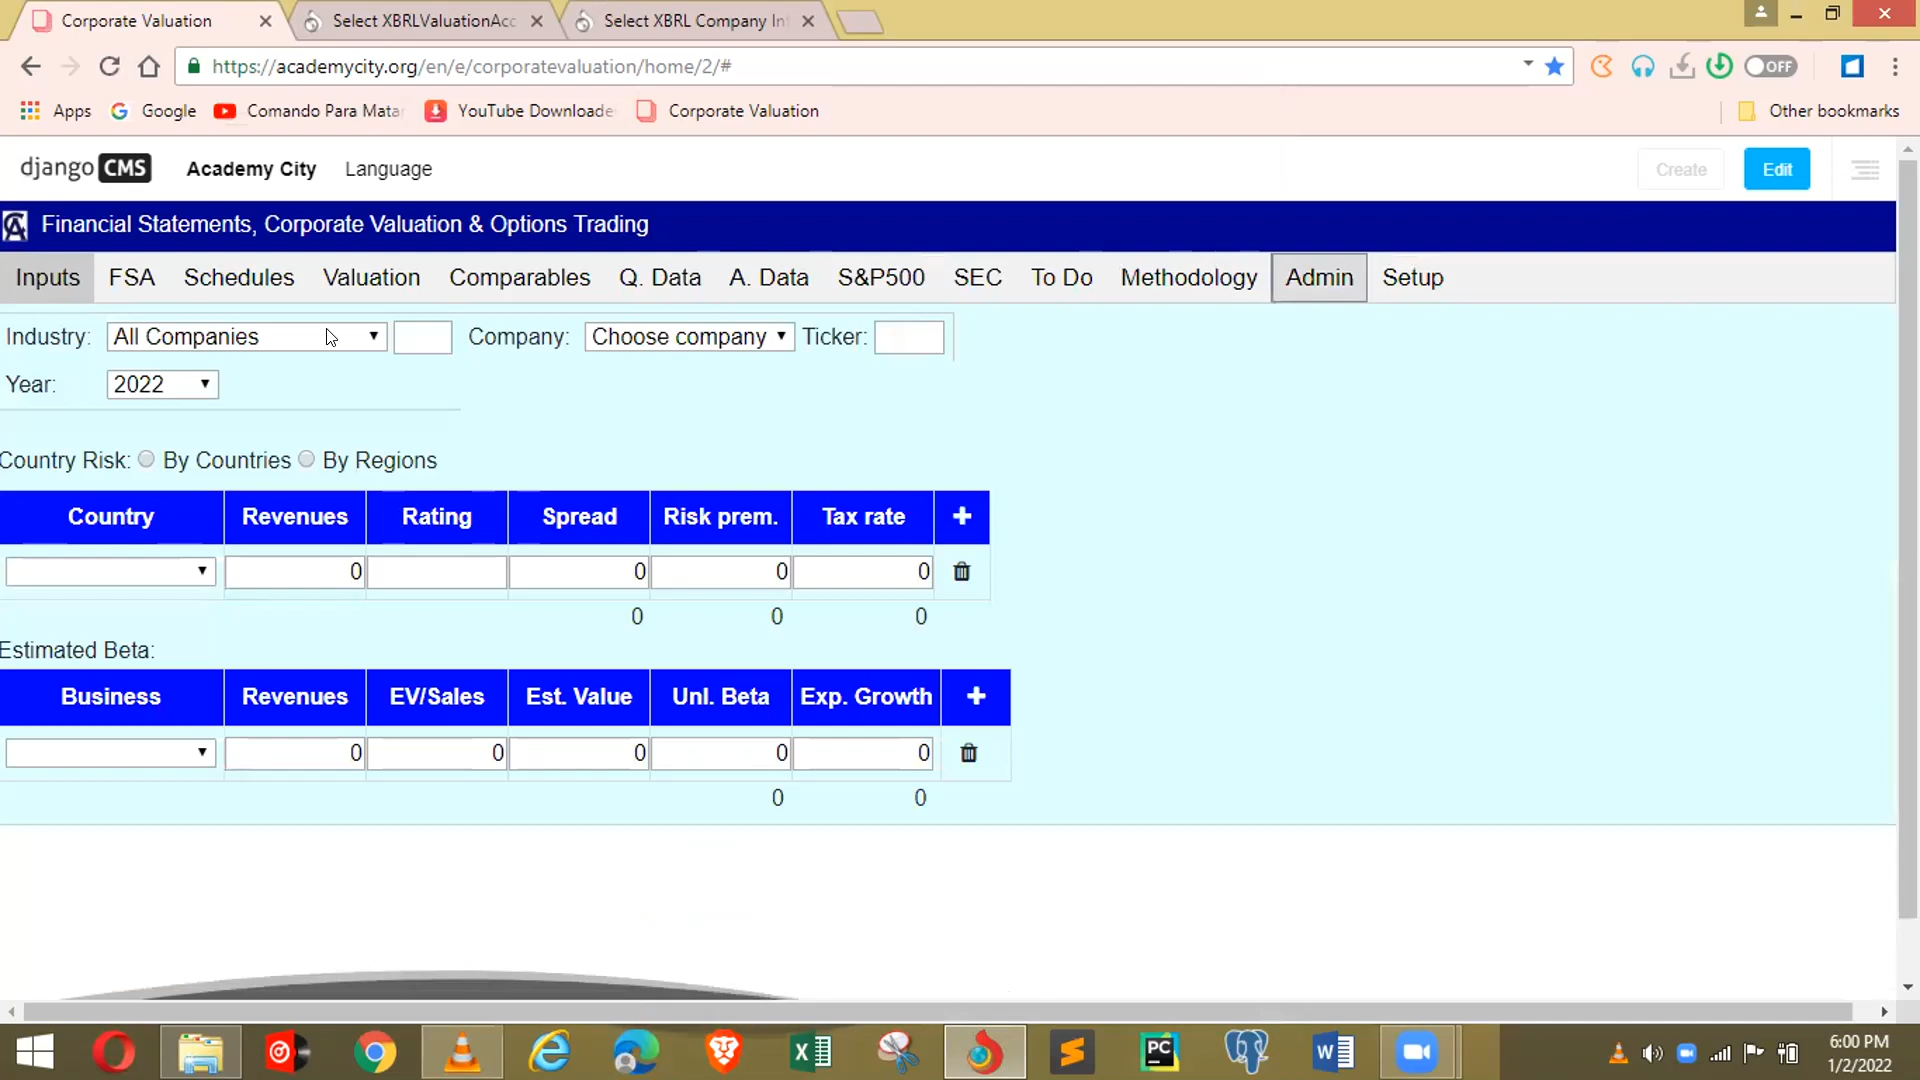 Corporate Valuation
Select XBRLValuationAcc
Select XBRL Company In
https://academycity.org/en/e/corporatevaluation/home/2/#
OFF
Apps
Google
Comando Para Matar
YouTube Downloade
Corporate Valuation
Other bookmarks
django CMS
Academy City
Language
Create
Edit
Financial Statements, Corporate Valuation & Options Trading
Inputs
FSA
Schedules
Valuation
Comparables
Q. Data
A. Data
S&P500
SEC
To Do
Methodology
Admin
Setup
Industry:
All Companies
Company:
Choose company
Ticker:
Year:
2022
Country Risk:
By Countries
By Regions
Country
Revenues
Rating
Spread
Risk prem.
Tax rate
+
0
0
0
0
0
0
0
Estimated Beta:
Business
Revenues
EV/Sales
Est. Value
Unl. Beta
Exp. Growth
+
0
0
0
0
0
0
0
6:00 PM
1/2/2022